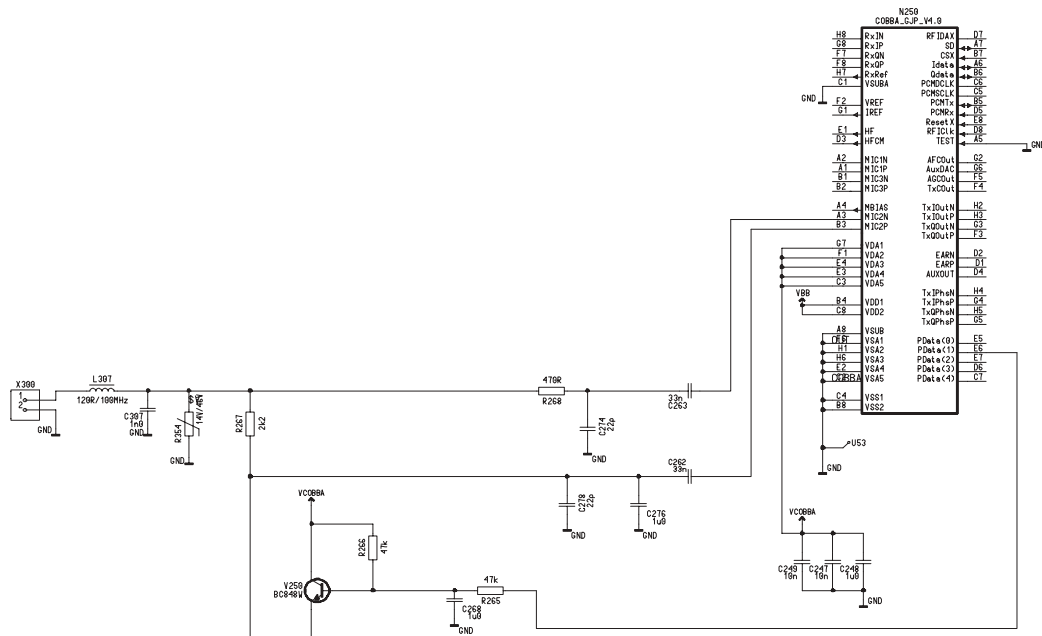 N250
COBBA_GJP_V4.0
H8 RxIN RFIDAX D7
G8 RxIP SD A7
F7 RxQN CSX B7
F8 RxQP Idata A6
H7 RxRef Qdata B6
C1 VSUBA PCMDCLK C6
PCMSCLK C5
GND
F2 VREF PCMTx B5
G1 IREF PCMRx D5
ResetX E8
E1 HF RFIClk D8
D3 HFCM TEST A5
GND
A2 MIC1N AFCOut G2
A1 MIC1P AuxDAC G6
B1 MIC3N AGCOut F5
B2 MIC3P TxCOut F4
A4 MBIAS TxIOutN H2
A3 MIC2N TxIOutP H3
B3 MIC2P TxQOutN G3
TxQOutP F3
G7 VDA1
F1 VDA2 EARN D2
E4 VDA3 EARP D1
E3 VDA4 AUXOUT D4
C3 VDA5
TxIPhsN H4
VBB
B4 VDD1 TxIPhsP G4
C8 VDD2 TxQPhsN H5
TxQPhsP G5
A8 VSUB
VSA1 PData(0) E5
H1 VSA2 PData(1) E6
H6 VSA3 PData(2) E7
E2 VSA4 PData(3) D6
VSA5 PData(4) C7
C4 VSS1
B8 VSS2
U53
GND
X300
1
2
GND
L307
120R/100MHz
C307
1n0
GND
R354
14V/46V
GND
R267
2k2
470R
R268
C274
22p
GND
33n
C263
C262
33n
C278
22p
GND
C276
1u0
GND
VCOBBA
R266
47k
V250
BC848W
C268
1u0
GND
47k
R265
VCOBBA
C249
10n
C247
10n
C248
1u0
GND